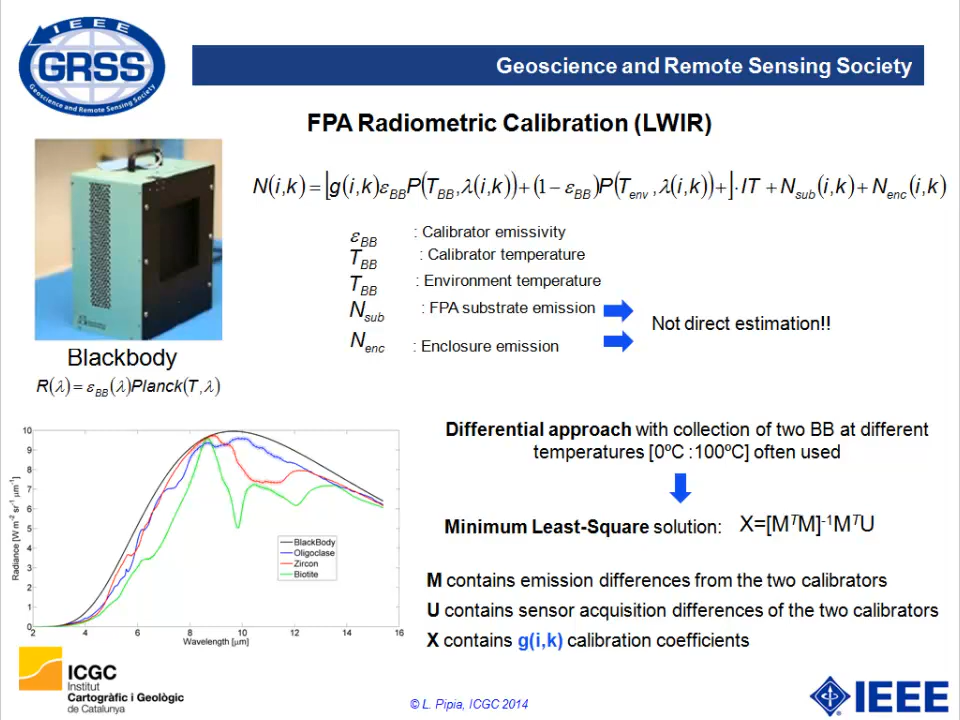 IEEE
GRSS
Geoscience and Remote Sensing Society
Geoscience and Remote Sensing Society
FPA Radiometric Calibration (LWIR)
N(i,k) = ⌊g(i,k)ε_BB P(T_BB, λ(i,k)) + (1 − ε_BB)P(T_env, λ(i,k)) + ⌋ · IT + N_sub(i,k) + N_enc(i,k)
ε_BB : Calibrator emissivity
T_BB : Calibrator temperature
T_BB : Environment temperature
N_sub : FPA substrate emission
N_enc : Enclosure emission
Not direct estimation!!
Blackbody
R(λ) = ε_BB(λ)Planck(T,λ)
Differential approach with collection of two BB at different
temperatures [0ºC :100ºC] often used
Minimum Least-Square solution: X=[MᵀM]⁻¹MᵀU
M contains emission differences from the two calibrators
U contains sensor acquisition differences of the two calibrators
X contains g(i,k) calibration coefficients
Radiance [W m⁻² sr⁻¹ μm⁻¹]
10
9
8
7
6
5
4
3
2
1
0
2 4 6 8 10 12 14 16
Wavelength [μm]
BlackBody
Oligoclase
Zircon
Biotite
ICGC
Institut
Cartogràfic i Geològic
de Catalunya
© L. Pipia, ICGC 2014
IEEE